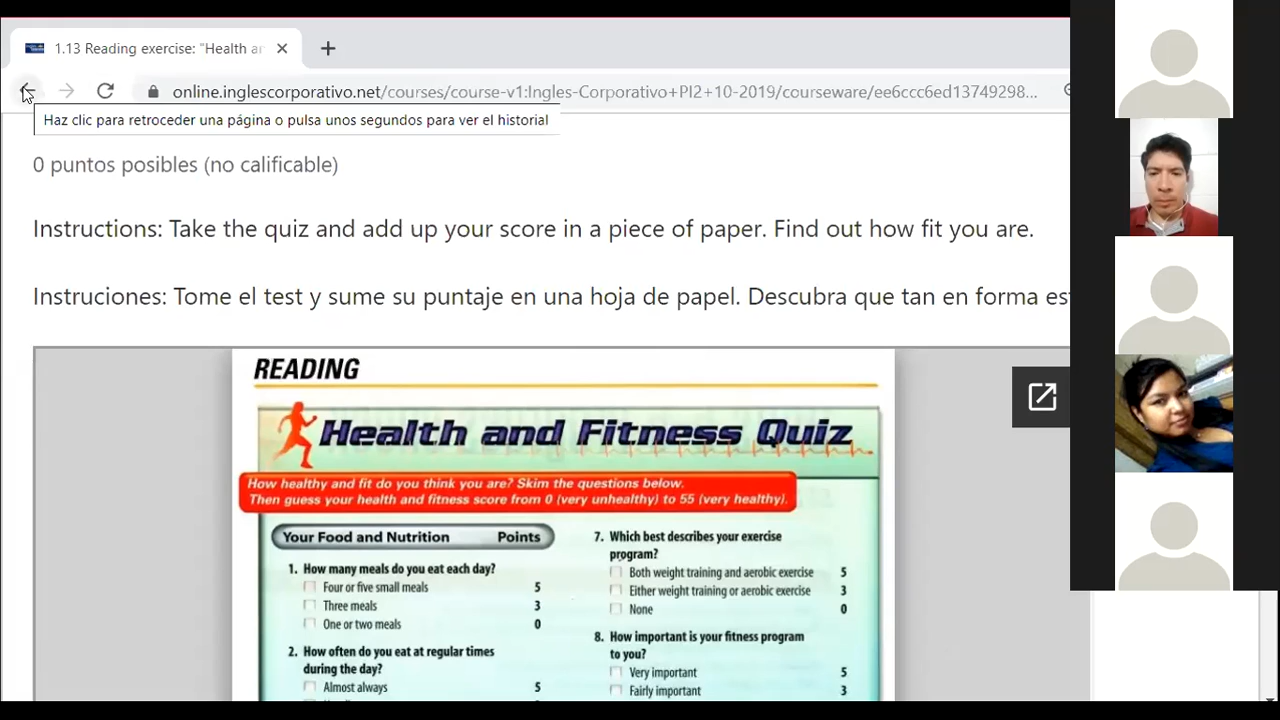 1.13 Reading exercise: "Health an
online.inglescorporativo.net/courses/course-v1:Ingles-Corporativo+PI2+10-2019/courseware/ee6ccc6ed13749298...
Haz clic para retroceder una página o pulsa unos segundos para ver el historial
0 puntos posibles (no calificable)
Instructions: Take the quiz and add up your score in a piece of paper. Find out how fit you are.
Instruciones: Tome el test y sume su puntaje en una hoja de papel. Descubra que tan en forma est
READING
Health and Fitness Quiz
How healthy and fit do you think you are? Skim the questions below.
Then guess your health and fitness score from 0 (very unhealthy) to 55 (very healthy).
Your Food and Nutrition Points
1. How many meals do you eat each day?
Four or five small meals 5
Three meals 3
One or two meals 0
2. How often do you eat at regular times
during the day?
Almost always 5
7. Which best describes your exercise
program?
Both weight training and aerobic exercise 5
Either weight training or aerobic exercise 3
None 0
8. How important is your fitness program
to you?
Very important 5
Fairly important 3